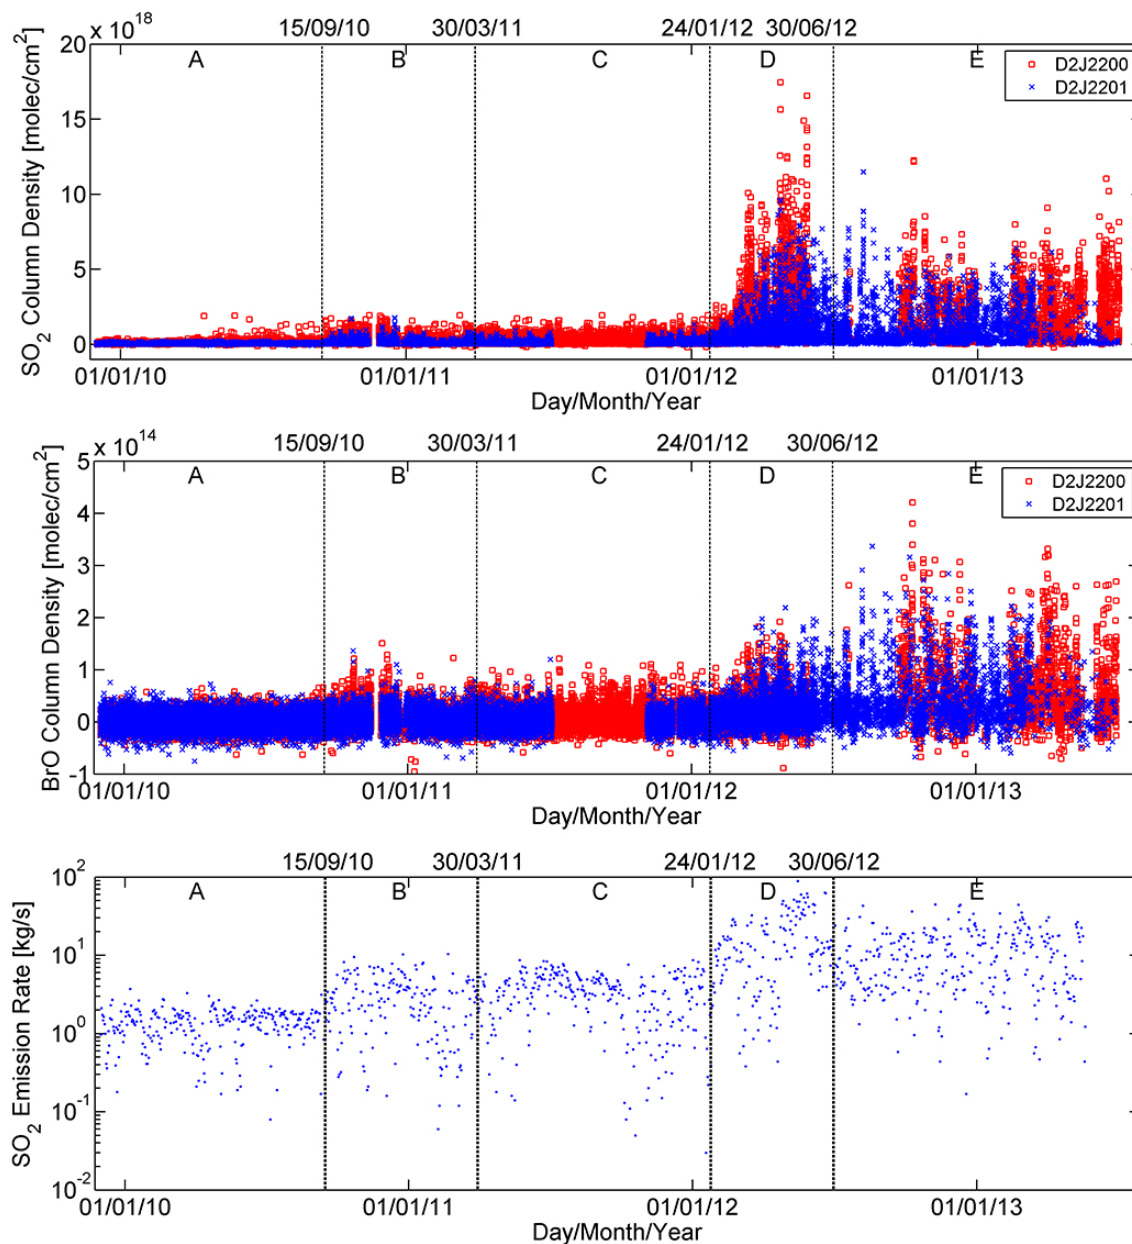 x 10^18
15/09/10 30/03/11 24/01/12 30/06/12
A B C D E
D2J2200
D2J2201
20
15
10
5
0
SO₂ Column Density [molec/cm²]
01/01/10 01/01/11 01/01/12 01/01/13
Day/Month/Year
x 10^14
15/09/10 30/03/11 24/01/12 30/06/12
A B C D E
D2J2200
D2J2201
5
4
3
2
1
0
-1
BrO Column Density [molec/cm²]
01/01/10 01/01/11 01/01/12 01/01/13
Day/Month/Year
15/09/10 30/03/11 24/01/12 30/06/12
A B C D E
10^2
10^1
10^0
10^-1
10^-2
SO₂ Emission Rate [kg/s]
01/01/10 01/01/11 01/01/12 01/01/13
Day/Month/Year